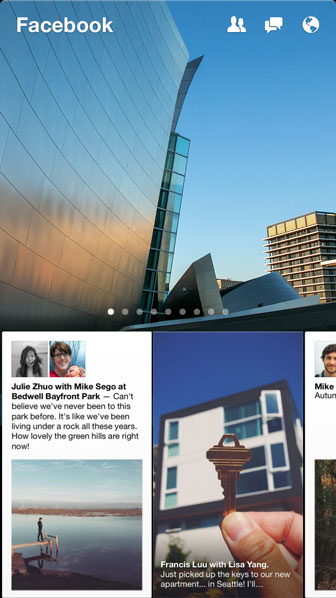 Facebook
Julie Zhuo with Mike Sego at
Bedwell Bayfront Park — Can't
believe we've never been to this
park before. It's like we've been
living under a rock all these years.
How lovely the green hills are right
now!
Francis Luu with Lisa Yang.
Just picked up the keys to our new
apartment... in Seattle! I'll…
Mike
Autum